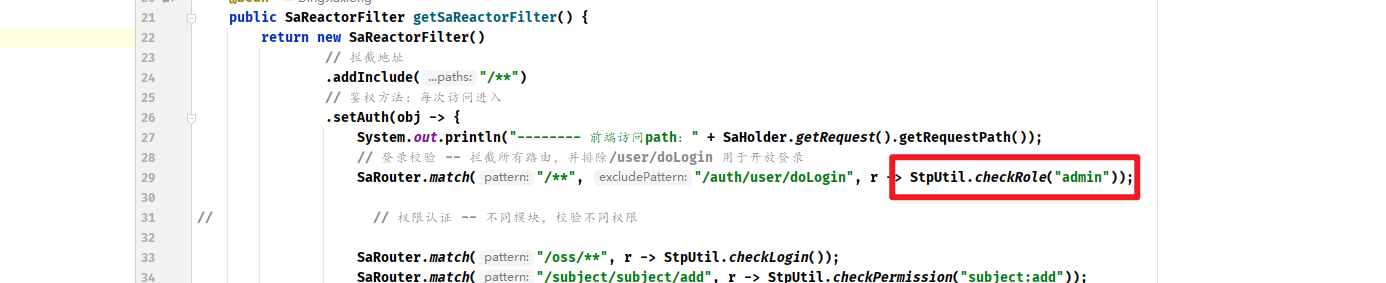 21 public SaReactorFilter getSaReactorFilter() {
22 return new SaReactorFilter()
23 // 拦截地址
24 .addInclude( ...paths: "/**")
25 // 鉴权方法：每次访问进入
26 .setAuth(obj -> {
27 System.out.println("-------- 前端访问path：" + SaHolder.getRequest().getRequestPath());
28 // 登录校验 -- 拦截所有路由，并排除/user/doLogin 用于开放登录
29 SaRouter.match( pattern: "/**", excludePattern: "/auth/user/doLogin", r -> StpUtil.checkRole("admin"));
30
31 // // 权限认证 -- 不同模块，校验不同权限
32
33 SaRouter.match( pattern: "/oss/**", r -> StpUtil.checkLogin());
34 SaRouter.match( pattern: "/subject/subject/add", r -> StpUtil.checkPermission("subject:add"));